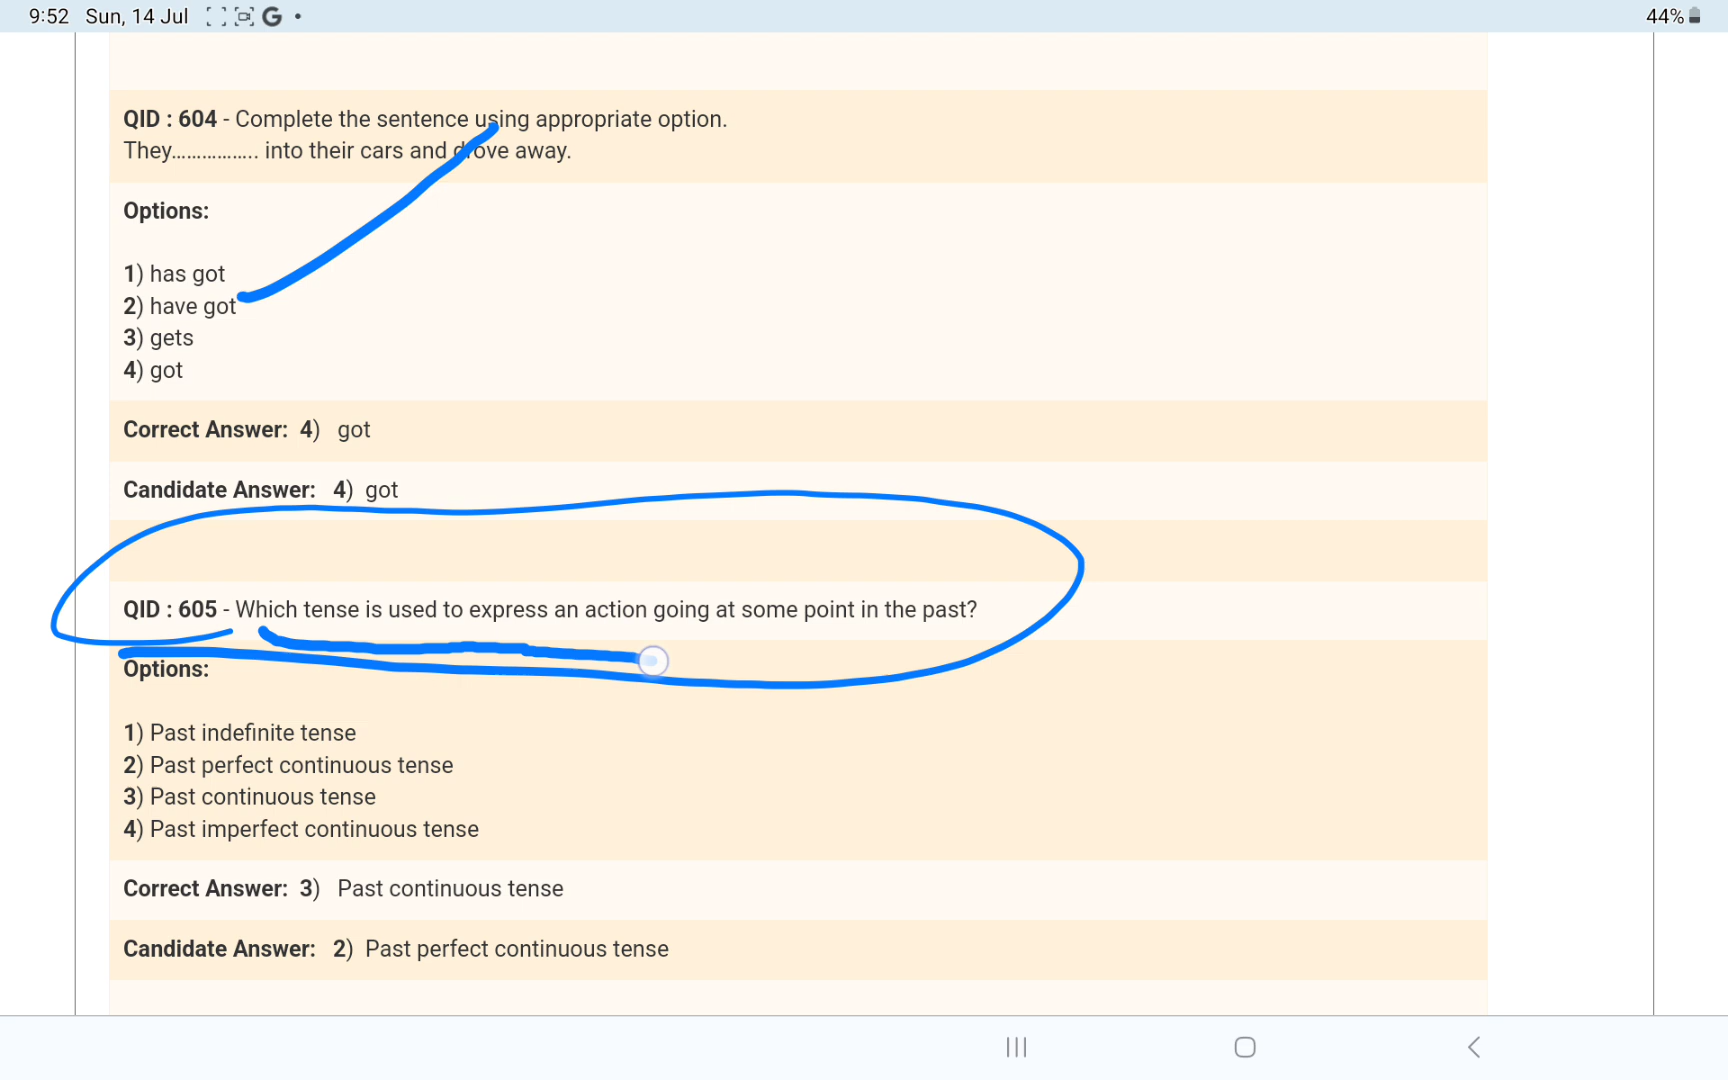 9:52 Sun, 14 Jul G • 44%
QID : 604 - Complete the sentence using appropriate option.
They................. into their cars and drove away.
Options:
1) has got
2) have got
3) gets
4) got
Correct Answer: 4) got
Candidate Answer: 4) got
QID : 605 - Which tense is used to express an action going at some point in the past?
Options:
1) Past indefinite tense
2) Past perfect continuous tense
3) Past continuous tense
4) Past imperfect continuous tense
Correct Answer: 3) Past continuous tense
Candidate Answer: 2) Past perfect continuous tense